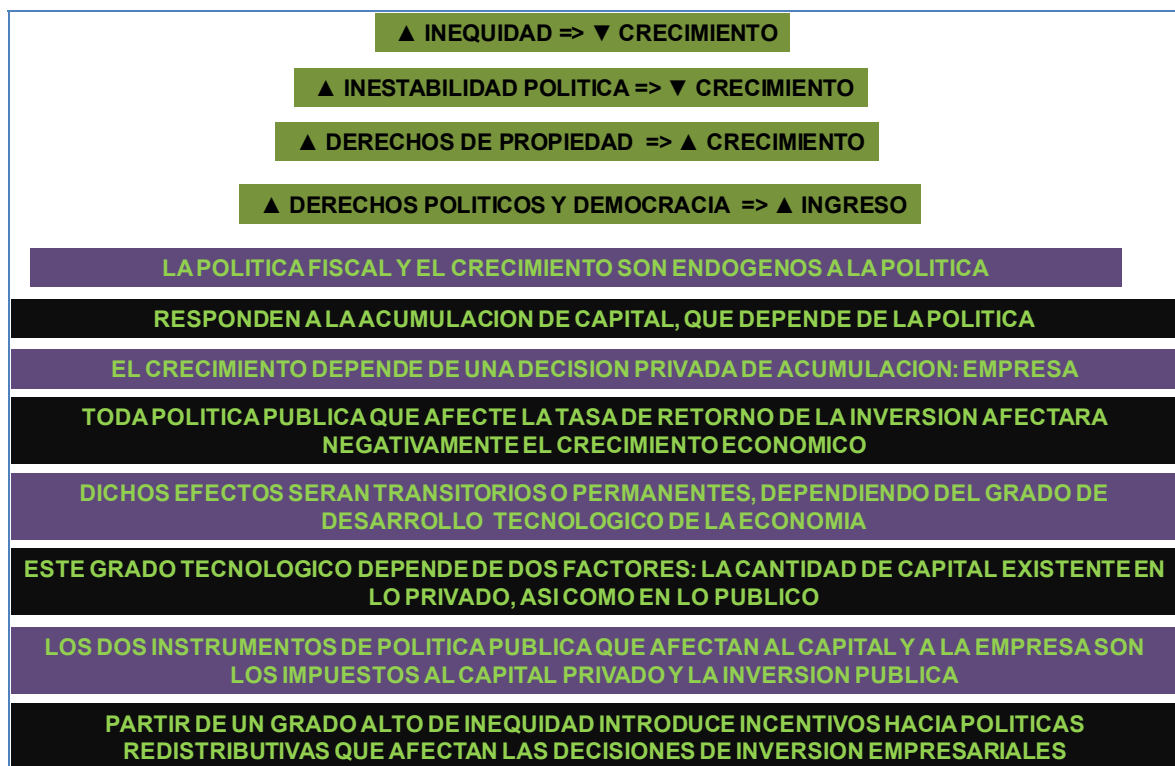 ▲ INEQUIDAD => ▼ CRECIMIENTO
▲ INESTABILIDAD POLITICA => ▼ CRECIMIENTO
▲ DERECHOS DE PROPIEDAD => ▲ CRECIMIENTO
▲ DERECHOS POLITICOS Y DEMOCRACIA => ▲ INGRESO
LA POLITICA FISCAL Y EL CRECIMIENTO SON ENDOGENOS A LA POLITICA
RESPONDEN A LA ACUMULACION DE CAPITAL, QUE DEPENDE DE LA POLITICA
EL CRECIMIENTO DEPENDE DE UNA DECISION PRIVADA DE ACUMULACION: EMPRESA
TODA POLITICA PUBLICA QUE AFECTE LA TASA DE RETORNO DE LA INVERSION AFECTARA
NEGATIVAMENTE EL CRECIMIENTO ECONOMICO
DICHOS EFECTOS SERAN TRANSITORIOS O PERMANENTES, DEPENDIENDO DEL GRADO DE
DESARROLLO TECNOLOGICO DE LA ECONOMIA
ESTE GRADO TECNOLOGICO DEPENDE DE DOS FACTORES: LA CANTIDAD DE CAPITAL EXISTENTE EN
LO PRIVADO, ASI COMO EN LO PUBLICO
LOS DOS INSTRUMENTOS DE POLITICA PUBLICA QUE AFECTAN AL CAPITAL Y A LA EMPRESA SON
LOS IMPUESTOS AL CAPITAL PRIVADO Y LA INVERSION PUBLICA
PARTIR DE UN GRADO ALTO DE INEQUIDAD INTRODUCE INCENTIVOS HACIA POLITICAS
REDISTRIBUTIVAS QUE AFECTAN LAS DECISIONES DE INVERSION EMPRESARIALES